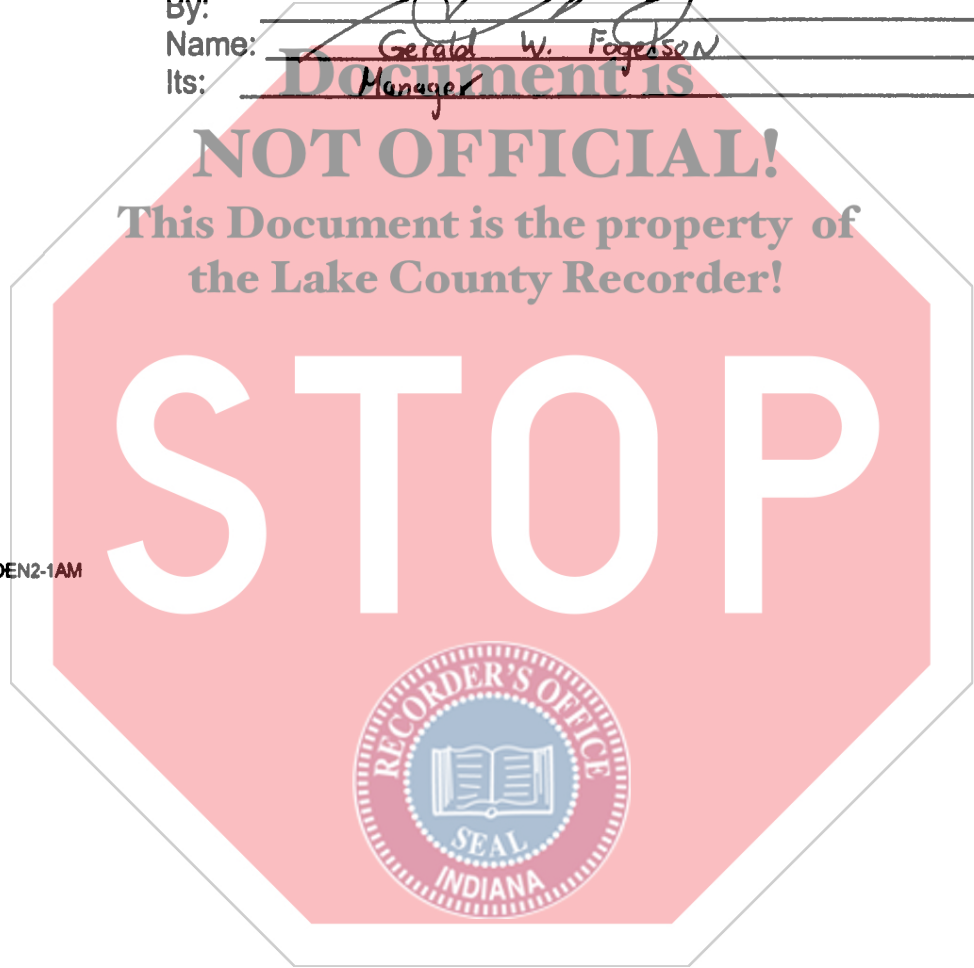 By:
Name: Gerald W. Fogelson
Its: Manager
Document is
NOT OFFICIAL!
This Document is the property of
the Lake County Recorder!
STOP
DEN2-1AM
RECORDER'S OFFICE
SEAL
INDIANA